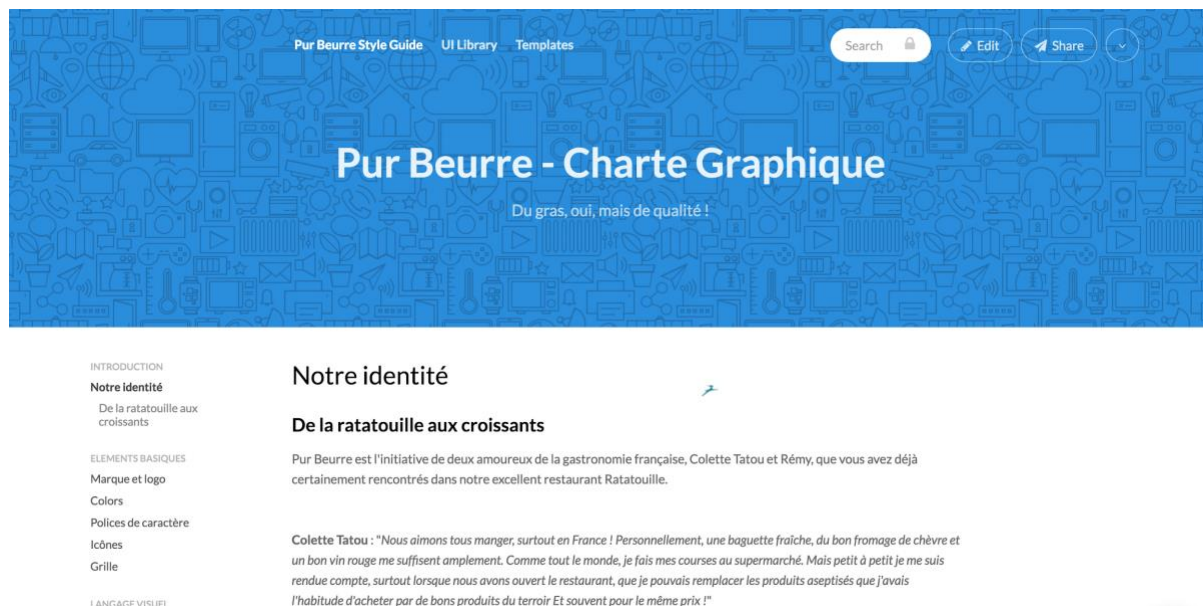 Pur Beurre Style Guide UI Library Templates Search Edit Share
Pur Beurre - Charte Graphique
Du gras, oui, mais de qualité !
INTRODUCTION
Notre identité
De la ratatouille aux
croissants
ELEMENTS BASIQUES
Marque et logo
Colors
Polices de caractère
Icônes
Grille
LANGAGE VISUEL
Notre identité
De la ratatouille aux croissants
Pur Beurre est l'initiative de deux amoureux de la gastronomie française, Colette Tatou et Rémy, que vous avez déjà
certainement rencontrés dans notre excellent restaurant Ratatouille.
Colette Tatou : "Nous aimons tous manger, surtout en France ! Personnellement, une baguette fraîche, du bon fromage de chèvre et
un bon vin rouge me suffisent amplement. Comme tout le monde, je fais mes courses au supermarché. Mais petit à petit je me suis
rendue compte, surtout lorsque nous avons ouvert le restaurant, que je pouvais remplacer les produits aseptisés que j'avais
l'habitude d'acheter par de bons produits du terroir Et souvent pour le même prix !"